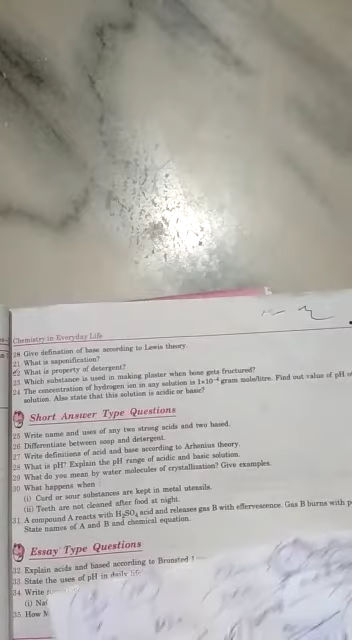 Chemistry in Everyday Life
20 Give defination of base according to Lewis theory.
21 What is saponification?
22 What is property of detergent?
23 Which substance is used in making plaster when bone gets fructured?
24 The concentration of hydrogen ion in any solution is 1×10⁻⁴ gram mole/litre. Find out value of pH
solution. Also state that this solution is acidic or basic?
Short Answer Type Questions
25 Write name and uses of any two strong acids and two based.
26 Differentiate between soap and detergent.
27 Write definitions of acid and base according to Arhenius theory.
28 What is pH? Explain the pH range of acidic and basic solution.
29 What do you mean by water molecules of crystallisation? Give examples.
30 What happens when :
(i) Curd or sour substances are kept in metal utensils.
(ii) Teeth are not cleaned after food at night.
31 A compound A reacts with H₂SO₄ acid and releases gas B with effervescence. Gas B burns with
State names of A and B and chemical equation.
Essay Type Questions
32 Explain acids and based according to Bronsted
33 State the uses of pH in daily
34 Write
(i)
35. How